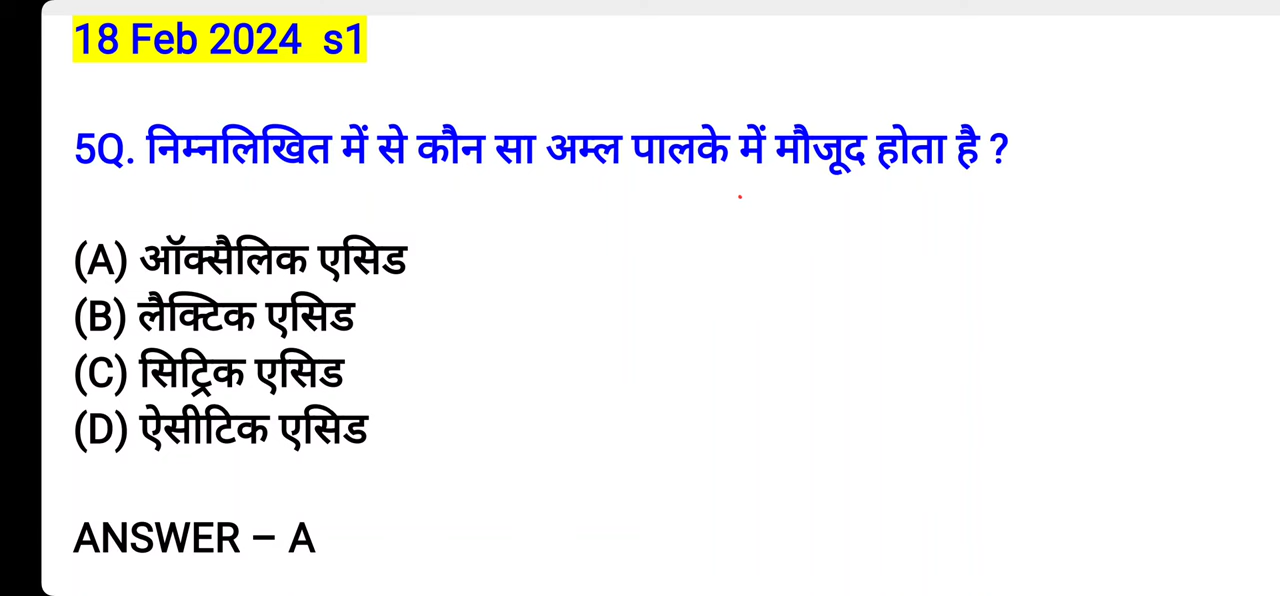 18 Feb 2024 s1
5Q. निम्नलिखित में से कौन सा अम्ल पालके में मौजूद होता है ?
(A) ऑक्सैलिक एसिड
(B) लैक्टिक एसिड
(C) सिट्रिक एसिड
(D) ऐसीटिक एसिड
ANSWER – A